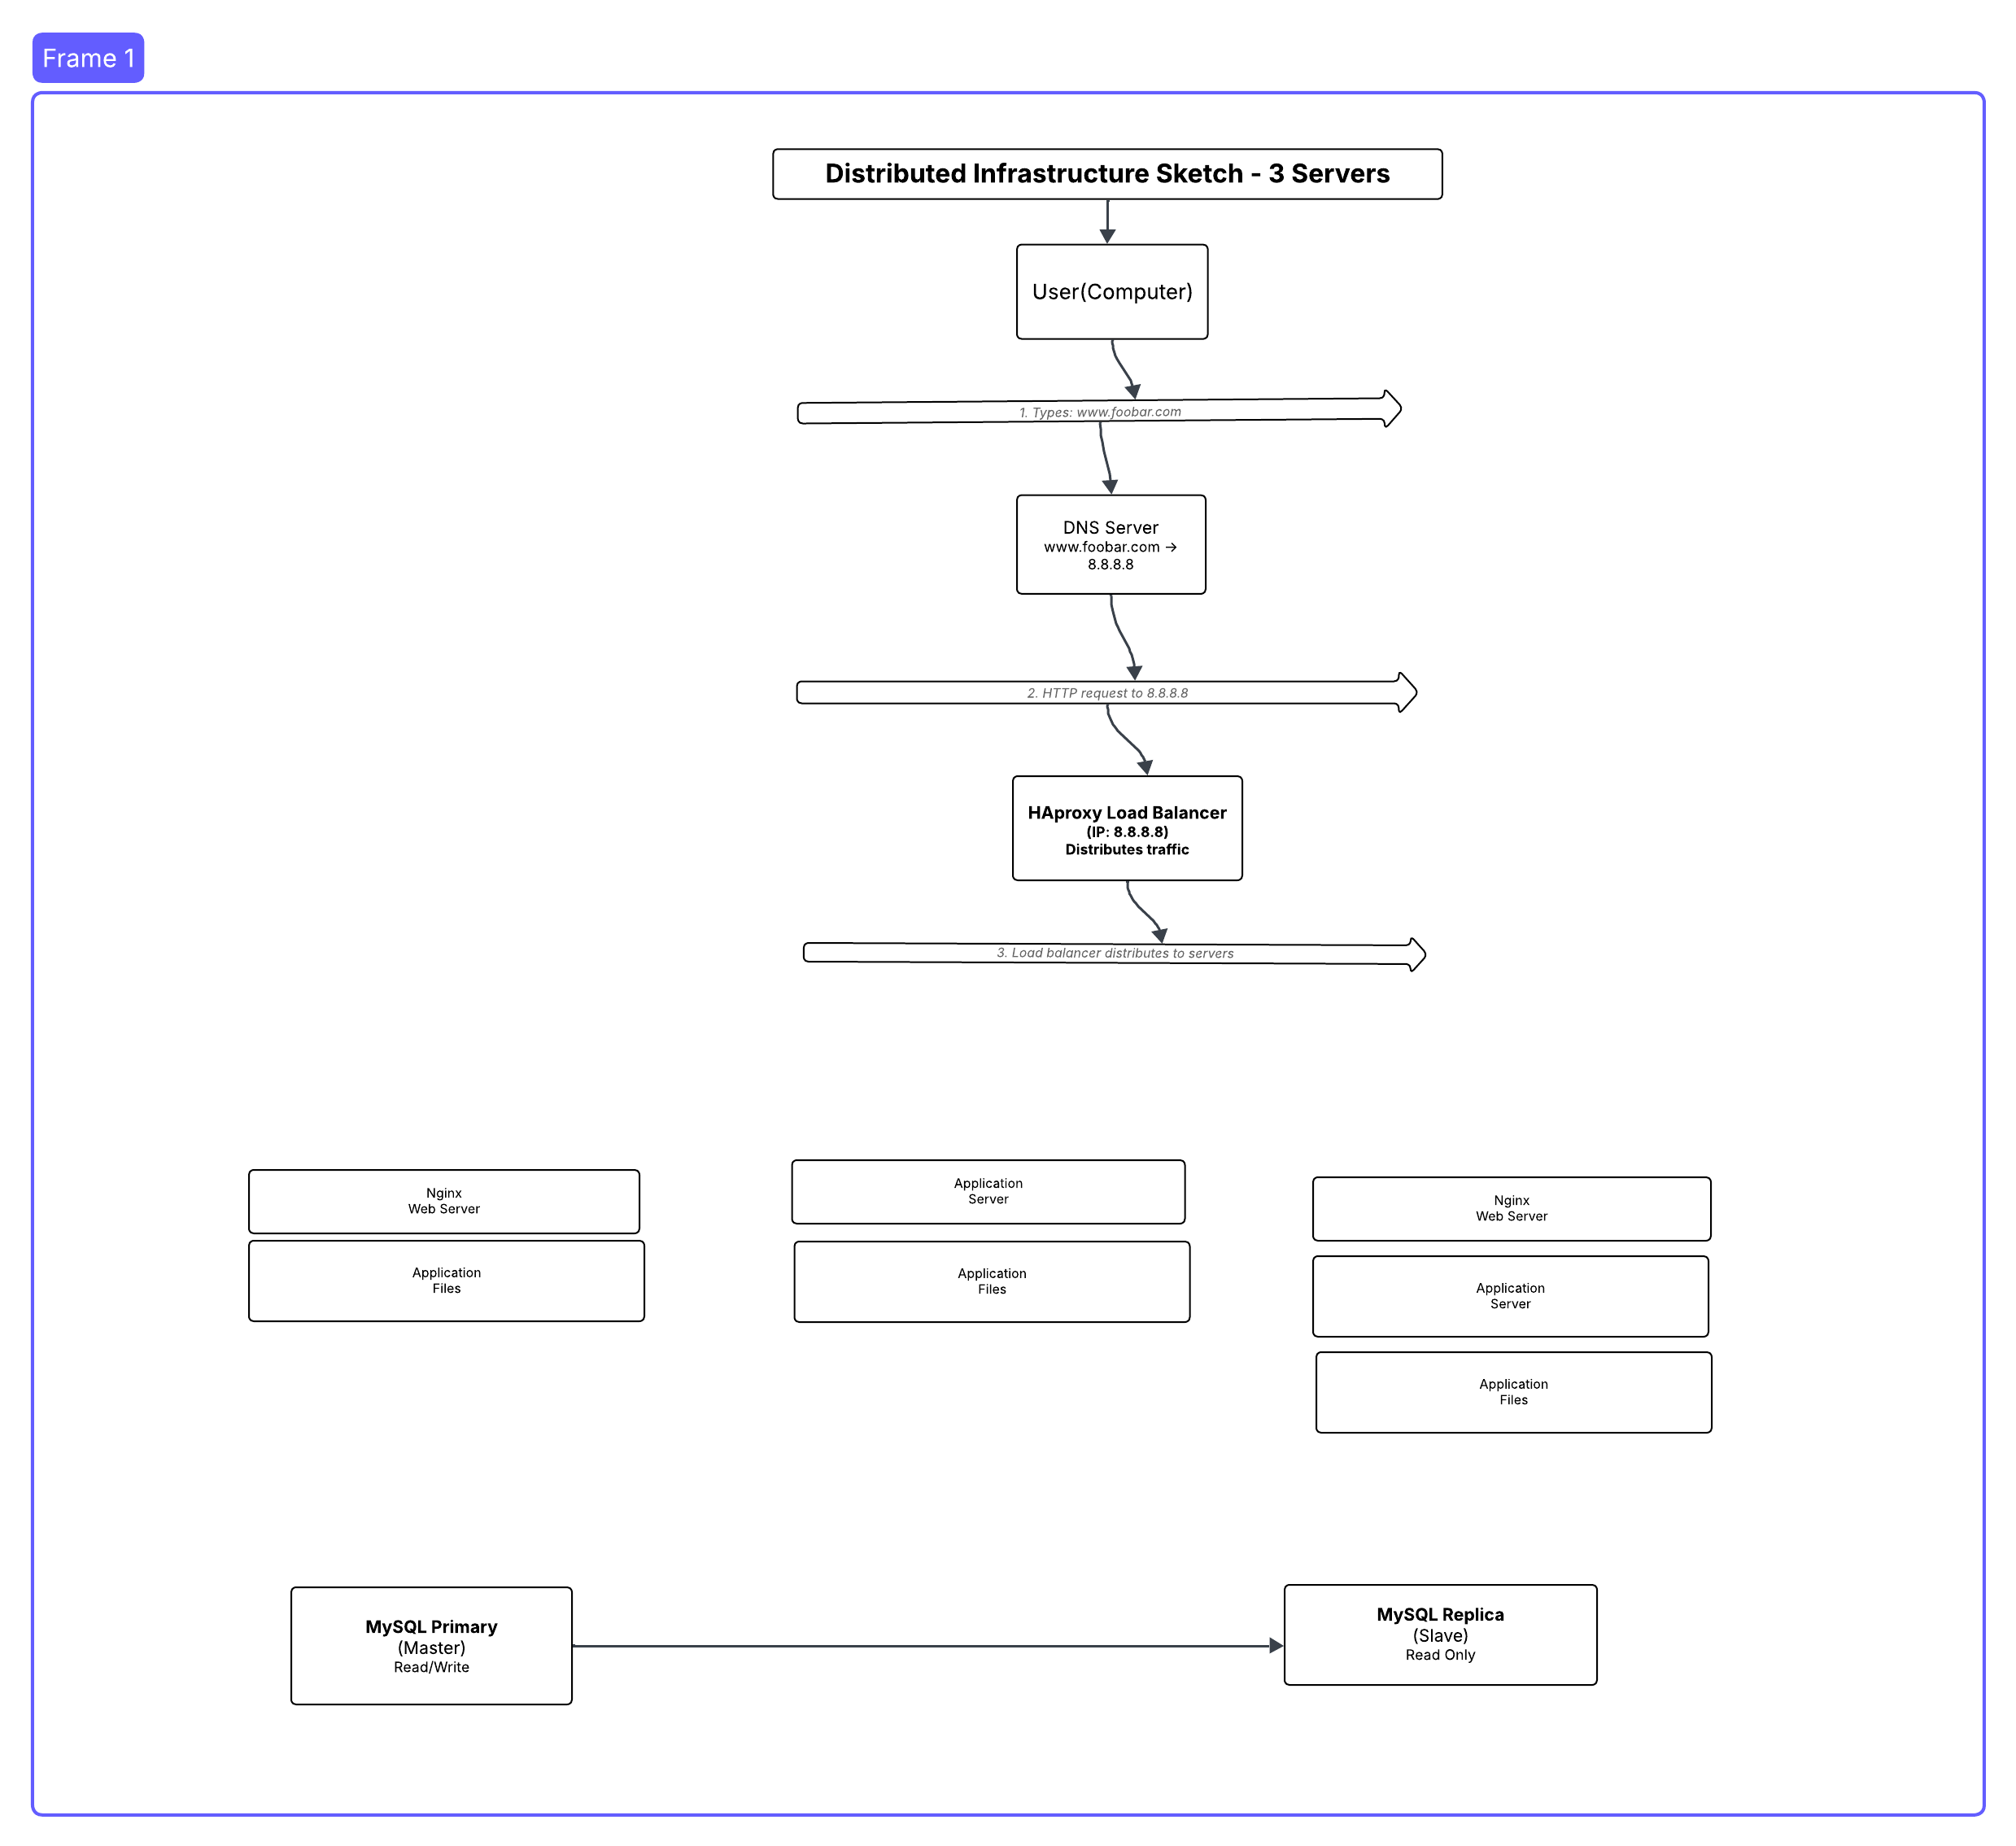 Frame 1
Distributed Infrastructure Sketch - 3 Servers
User(Computer)
1. Types: www.foobar.com
DNS Server
www.foobar.com →
8.8.8.8
2. HTTP request to 8.8.8.8
HAproxy Load Balancer
(IP: 8.8.8.8)
Distributes traffic
3. Load balancer distributes to servers
Nginx
Web Server
Application
Files
Application
Server
Application
Files
Nginx
Web Server
Application
Server
Application
Files
MySQL Primary
(Master)
Read/Write
MySQL Replica
(Slave)
Read Only